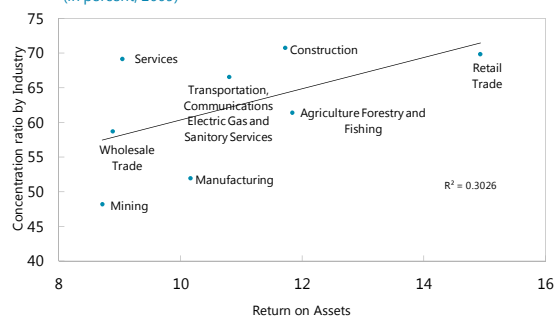 75
70
65
60
55
50
45
40
Concentration ratio by Industry
Services
Construction
Retail
Trade
Transportation,
Communications
Electric Gas and
Sanitory Services
Agriculture Forestry and
Fishing
Wholesale
Trade
Manufacturing
R² = 0.3026
Mining
8
10
12
14
16
Return on Assets